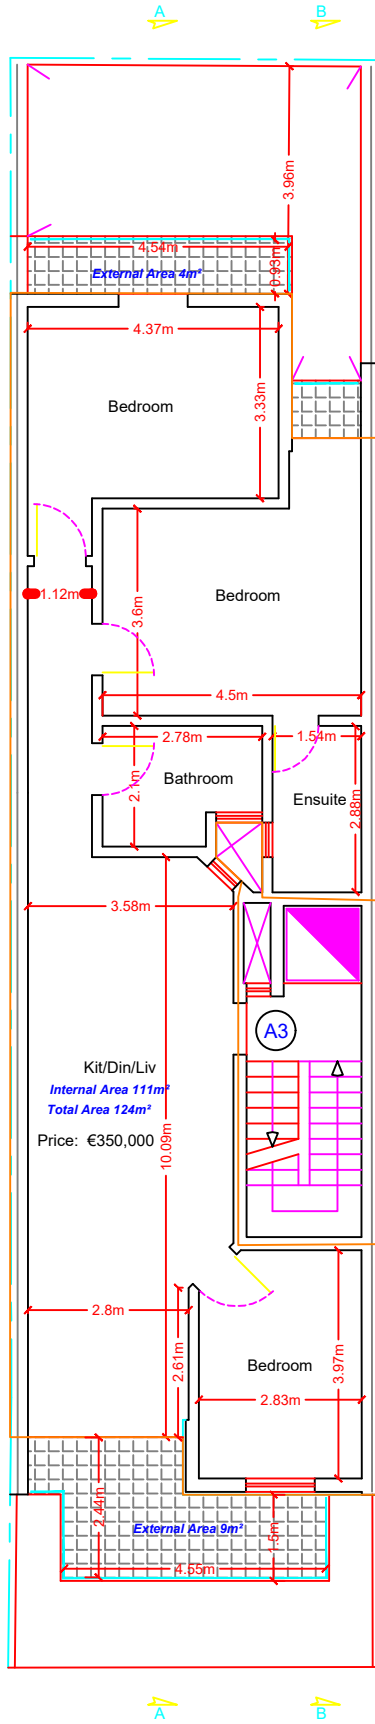 A B
3.96m
4.54m
0.93m
External Area 4m²
4.37m
3.33m
Bedroom
1.12m
3.6m
Bedroom
4.5m
2.78m
1.54m
Bathroom
Ensuite
2.88m
3.58m
A3
Kit/Din/Liv
Internal Area 111m²
Total Area 124m²
Price: €350,000
10.09m
2.8m
2.61m
Bedroom
3.97m
2.83m
2.44m
External Area 9m²
1.5m
4.55m
A B